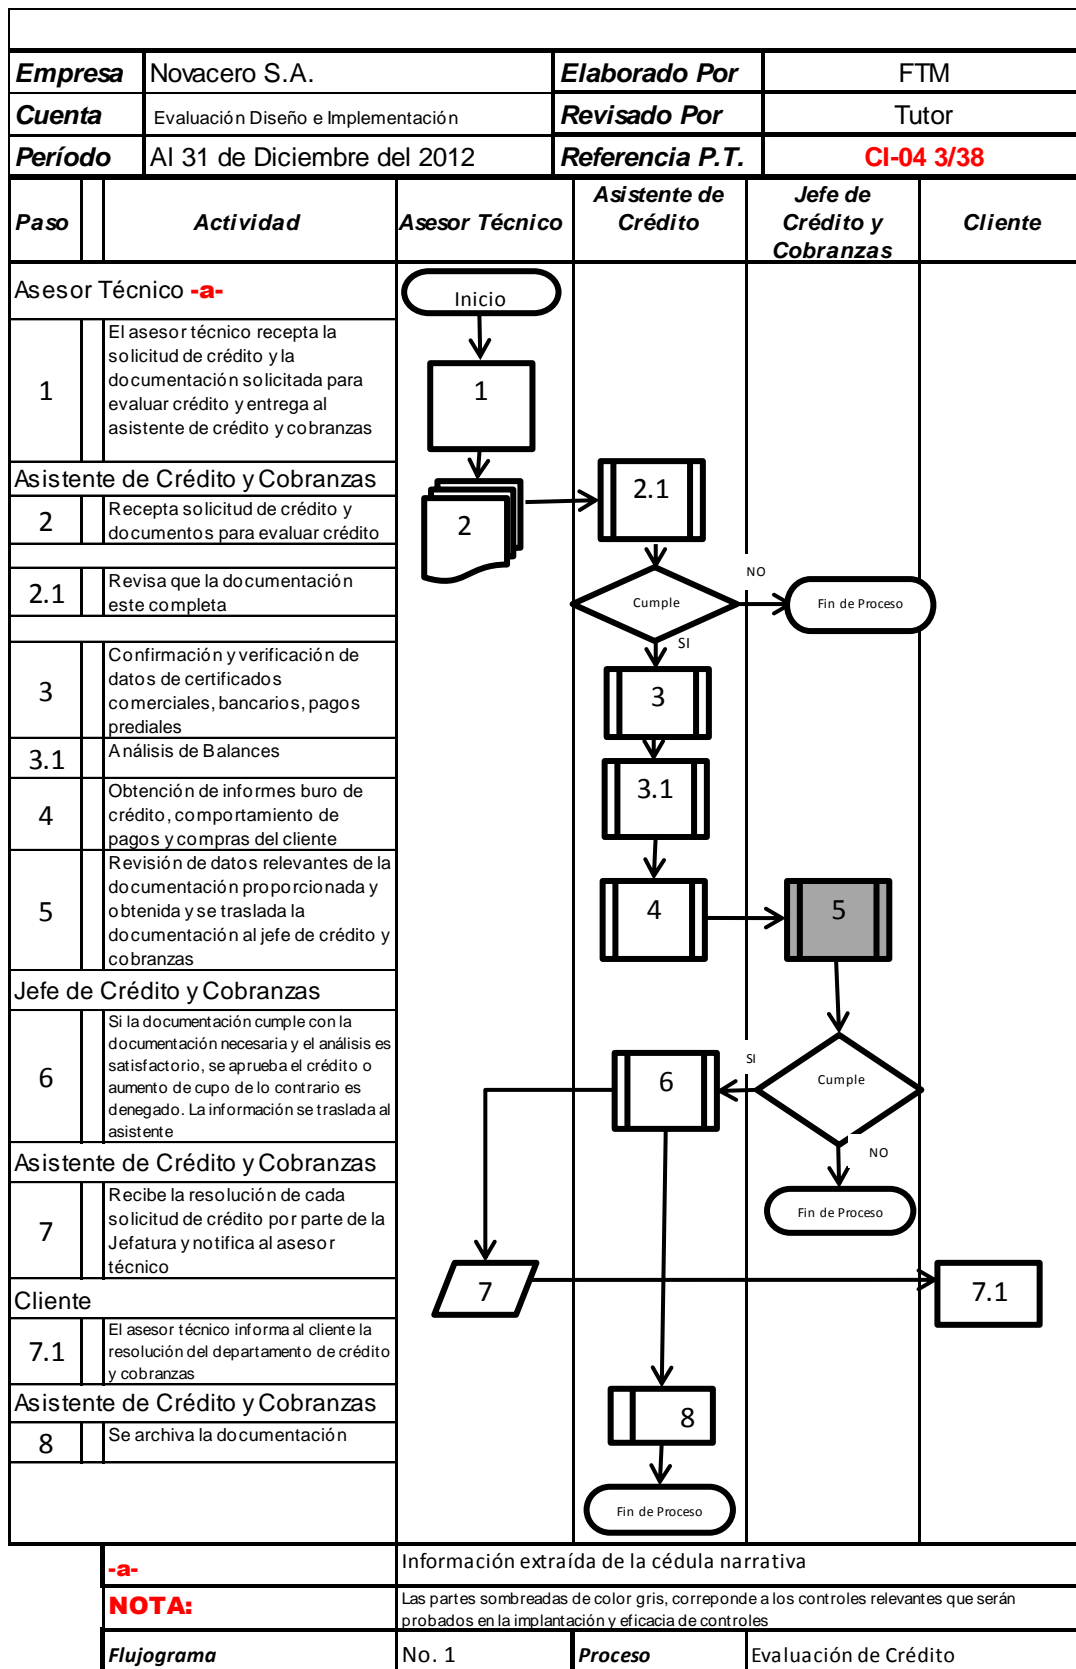 Empresa Novacero S.A. Elaborado Por FTM
Cuenta Evaluación Diseño e Implementación Revisado Por Tutor
Período Al 31 de Diciembre del 2012 Referencia P.T. CI-04 3/38
Paso Actividad Asesor Técnico Asistente de Crédito Jefe de Crédito y Cobranzas Cliente
Asesor Técnico -a-
Inicio
1
El asesor técnico recepta la
solicitud de crédito y la
documentación solicitada para
evaluar crédito y entrega al
asistente de crédito y cobranzas
1
Asistente de Crédito y Cobranzas
2
Recepta solicitud de crédito y
documentos para evaluar crédito
2
2.1
2.1
Revisa que la documentación
este completa
Cumple
NO
Fin de Proceso
SI
3
Confirmación y verificación de
datos de certificados
comerciales, bancarios, pagos
prediales
3
3.1
Análisis de Balances
3.1
4
Obtención de informes buro de
crédito, comportamiento de
pagos y compras del cliente
4
5
Revisión de datos relevantes de la
documentación proporcionada y
obtenida y se traslada la
documentación al jefe de crédito y
cobranzas
5
Jefe de Crédito y Cobranzas
6
Si la documentación cumple con la
documentación necesaria y el análisis es
satisfactorio, se aprueba el crédito o
aumento de cupo de lo contrario es
denegado. La información se traslada al
asistente
6
SI
Cumple
NO
Fin de Proceso
Asistente de Crédito y Cobranzas
7
Recibe la resolución de cada
solicitud de crédito por parte de la
Jefatura y notifica al asesor
técnico
7
7.1
Cliente
7.1
El asesor técnico informa al cliente la
resolución del departamento de crédito
y cobranzas
Asistente de Crédito y Cobranzas
8
Se archiva la documentación
8
Fin de Proceso
-a- Información extraída de la cédula narrativa
NOTA:
Las partes sombreadas de color gris, correponde a los controles relevantes que serán
probados en la implantación y eficacia de controles
Flujograma No. 1 Proceso Evaluación de Crédito